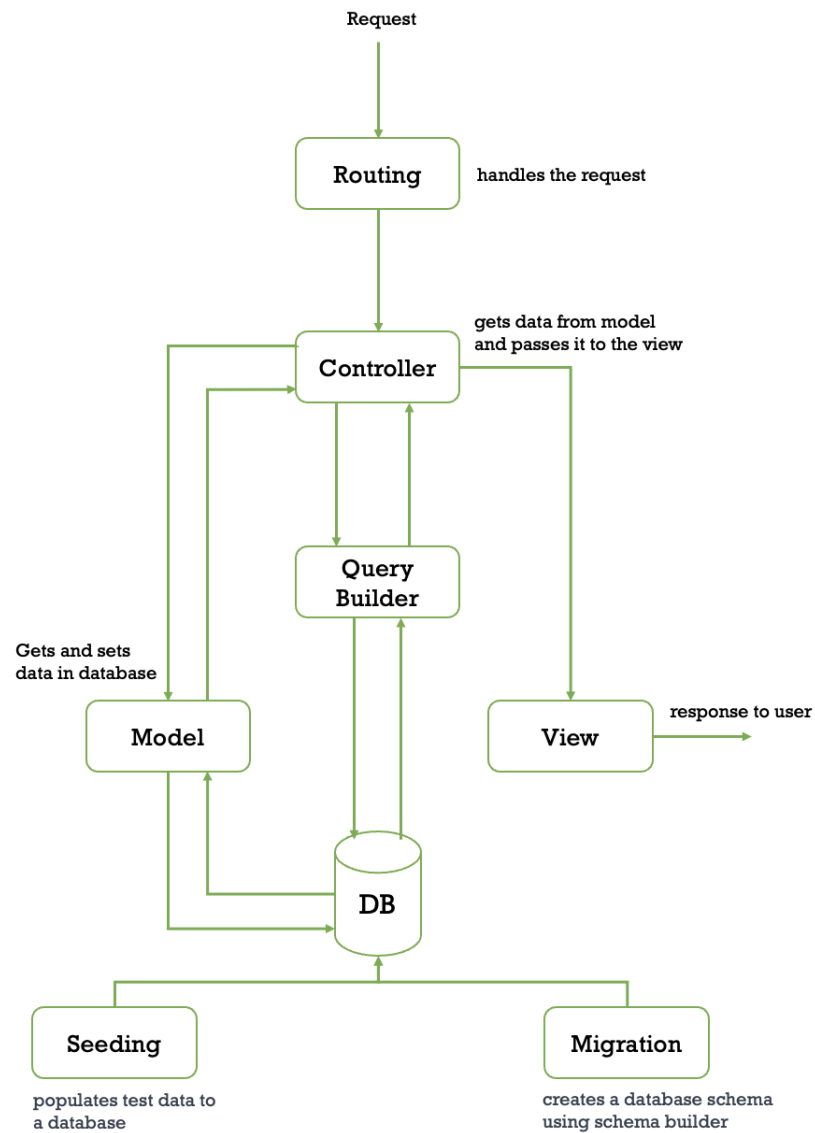 Request
Routing
handles the request
gets data from model
and passes it to the view
Controller
Query
Builder
Gets and sets
data in database
Model
View
response to user
DB
Seeding
Migration
populates test data to
a database
creates a database schema
using schema builder